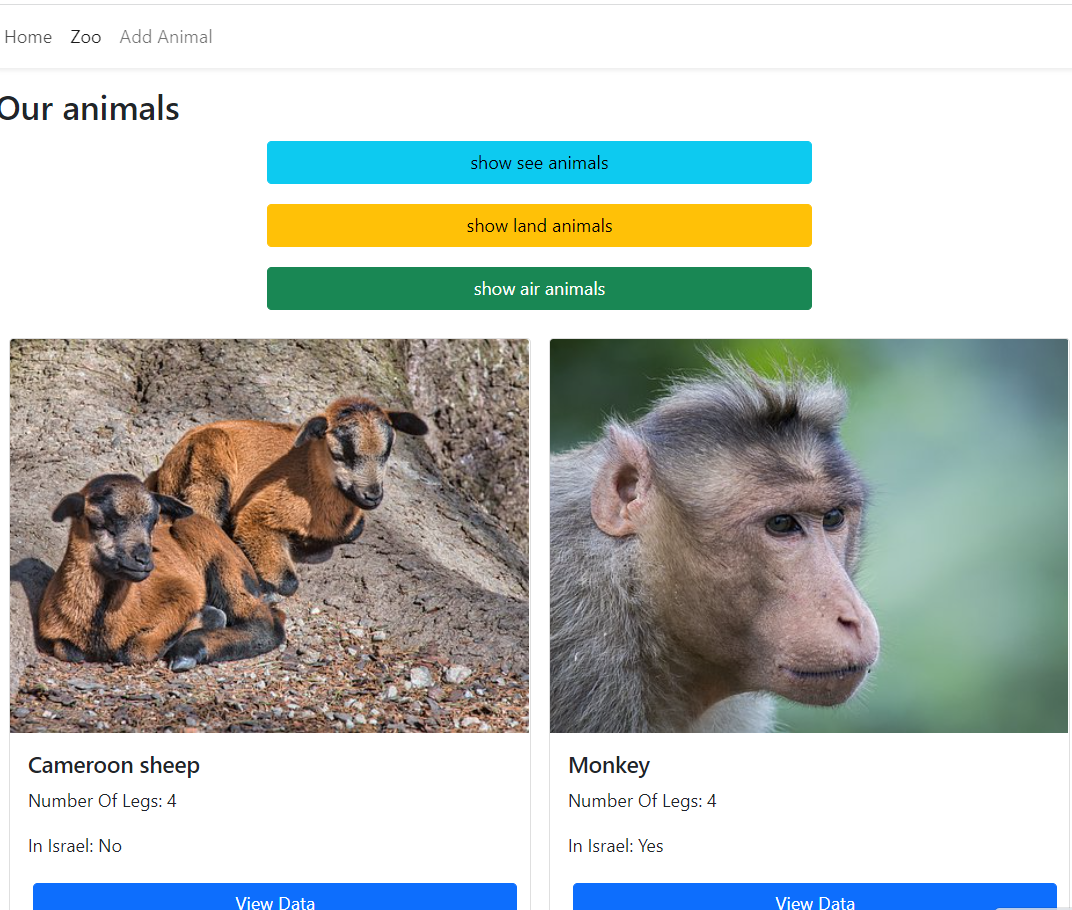 Home Zoo Add Animal
Our animals
show see animals
show land animals
show air animals
Cameroon sheep
Number Of Legs: 4
In Israel: No
View Data
Monkey
Number Of Legs: 4
In Israel: Yes
View Data